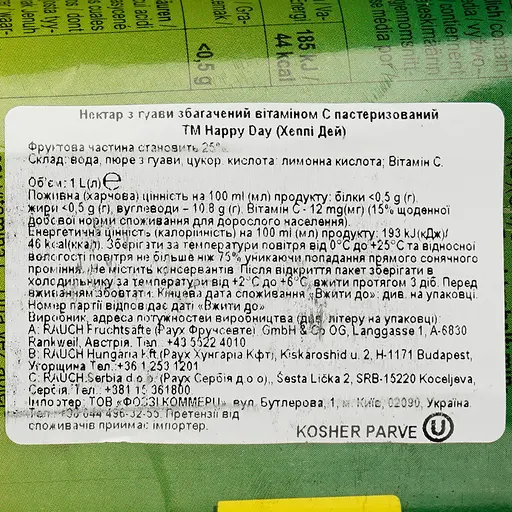 185 kJ /
44 kcal
<0,5 g
Нектар з гуави збагачений вітаміном С пастеризований
ТМ Happy Day (Хеппі Дей)
Фруктова частина становить 25%
Склад: вода, пюре з гуави, цукор, кислота: лимонна кислота; Вітамін С.
Об'єм: 1 L(л) ℮
Поживна (харчова) цінність на 100 ml (мл) продукту: білки <0,5 g (г),
жири <0,5 g (г), вуглеводи – 10.8 g (г). Вітамін С - 12 mg(мг) (15% щоденної
добової норми споживання для дорослого населення).
Енергетична цінність (калорійність) на 100 ml (мл) продукту: 193 kJ(кДж)/
46 kcal(ккал). Зберігати за температури повітря від 0°С до +25°С та відносної
вологості повітря не більше ніж 75% уникаючи попадання прямого сонячного
проміння. Не містить консервантів. Після відкриття пакет зберігати в
холодильнику за температури від +2°С до +6°С, вжити протягом 3 діб. Перед
вживанням збовтати. Кінцева дата споживання «Вжити до»: див. на упаковці.
Номер партії відповідає даті «Вжити до»
Виробник, адреса потужностей виробництва (див. літеру на упаковці):
A: RAUCH Fruchtsafte (Раух Фручсевте) GmbH & Co OG, Langgasse 1, A-6830
Rankweil, Австрія. Тел.: +43 5522 4010
B: RAUCH Hungaria Kft (Раух Хунгаріа Кфт), Kiskaroshid u. 2, H-1171 Budapest,
Угорщина Тел.:+36 1 253 1201
C: RAUCH Serbia d.o.o. (Раух Сербія д.о.о), Šesta Lička 2, SRB-15220 Koceljeva,
Сербія. Тел.: +381 15 361800
Імпортер: ТОВ «ФОЗЗІ КОММЕРЦ», вул. Бутлерова, 1, м. Київ, 02090, Україна.
Тел.: +38 044 496-32-55. Претензії від
споживачів приймає імпортер.
KOSHER PARVE U